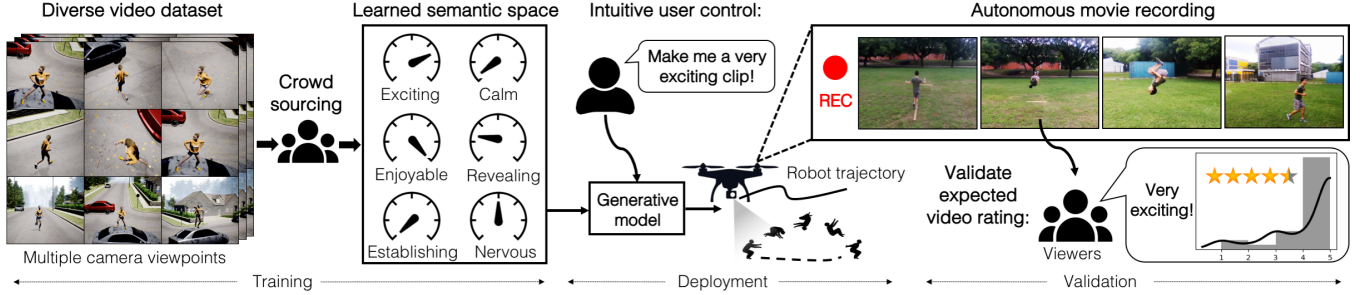 Diverse video dataset
Learned semantic space
Intuitive user control:
Autonomous movie recording
Crowd
sourcing
Exciting
Calm
Enjoyable
Revealing
Establishing
Nervous
Make me a very
exciting clip!
REC
Generative
model
Robot trajectory
Validate
expected
video rating:
Very
exciting!
1 2 3 4 5
Multiple camera viewpoints
Viewers
Training
Deployment
Validation